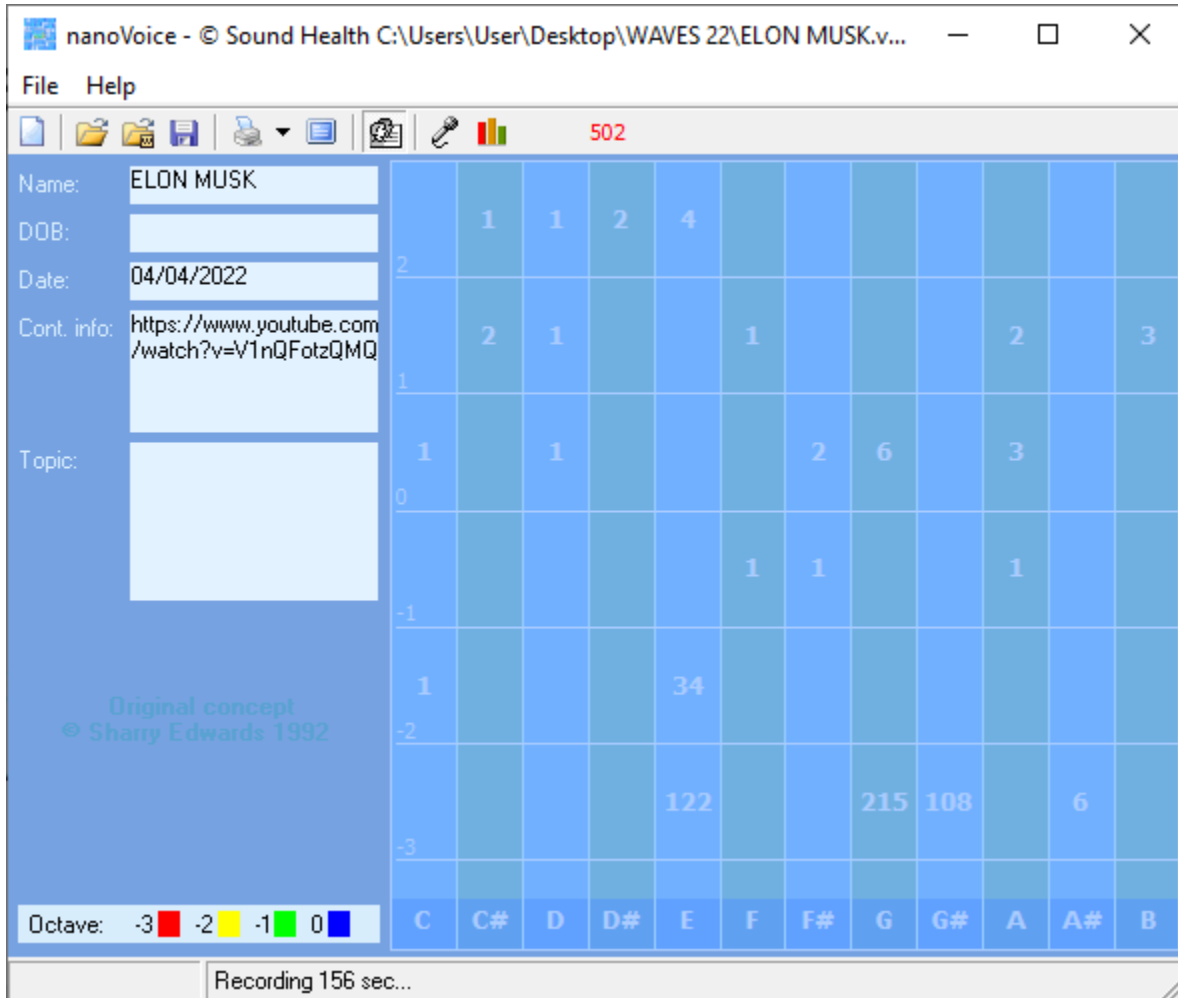 nanoVoice - © Sound Health C:\Users\User\Desktop\WAVES 22\ELON MUSK.v...
File Help
502
Name: ELON MUSK
DOB:
Date: 04/04/2022
Cont. info: https://www.youtube.com
/watch?v=V1nQFotzQMQ
Topic:
Original concept
© Sharry Edwards 1992
Octave: -3 -2 -1 0
1 1 2 4
2
2 1 1 2 3
1
1 1 2 6 3
0
1 1 1
-1
1 34
-2
122 215 108 6
-3
C C# D D# E F F# G G# A A# B
Recording 156 sec...